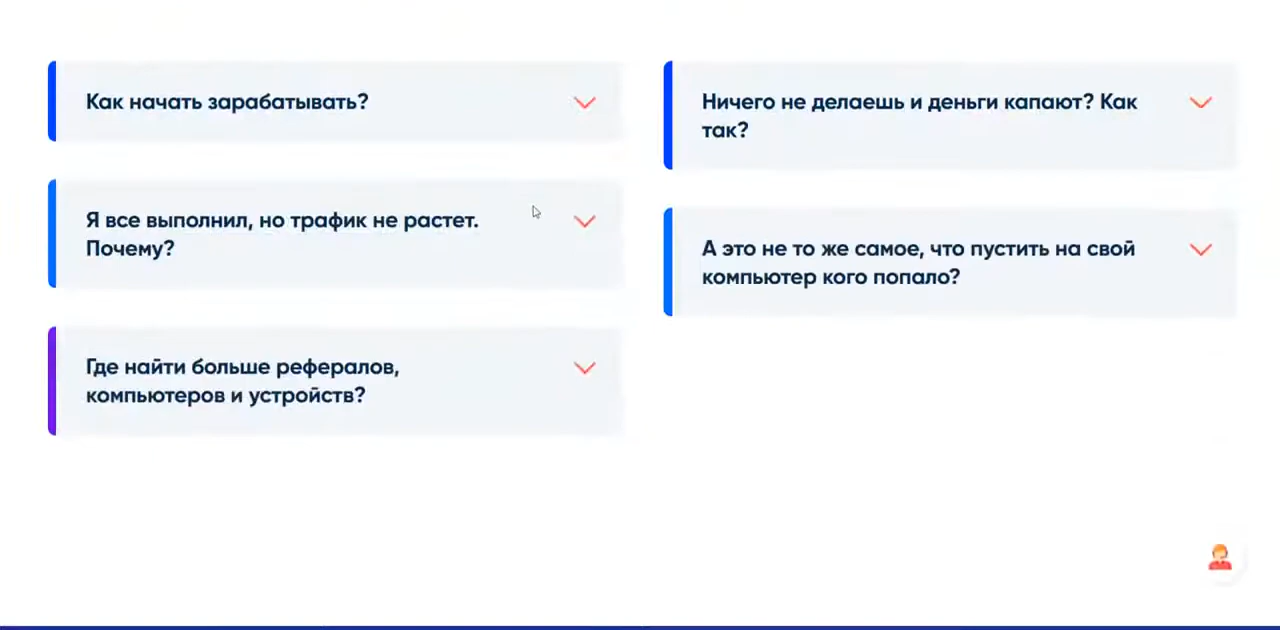 Как начать зарабатывать?
Я все выполнил, но трафик не растет.
Почему?
Где найти больше рефералов,
компьютеров и устройств?
Ничего не делаешь и деньги капают? Как
так?
А это не то же самое, что пустить на свой
компьютер кого попало?